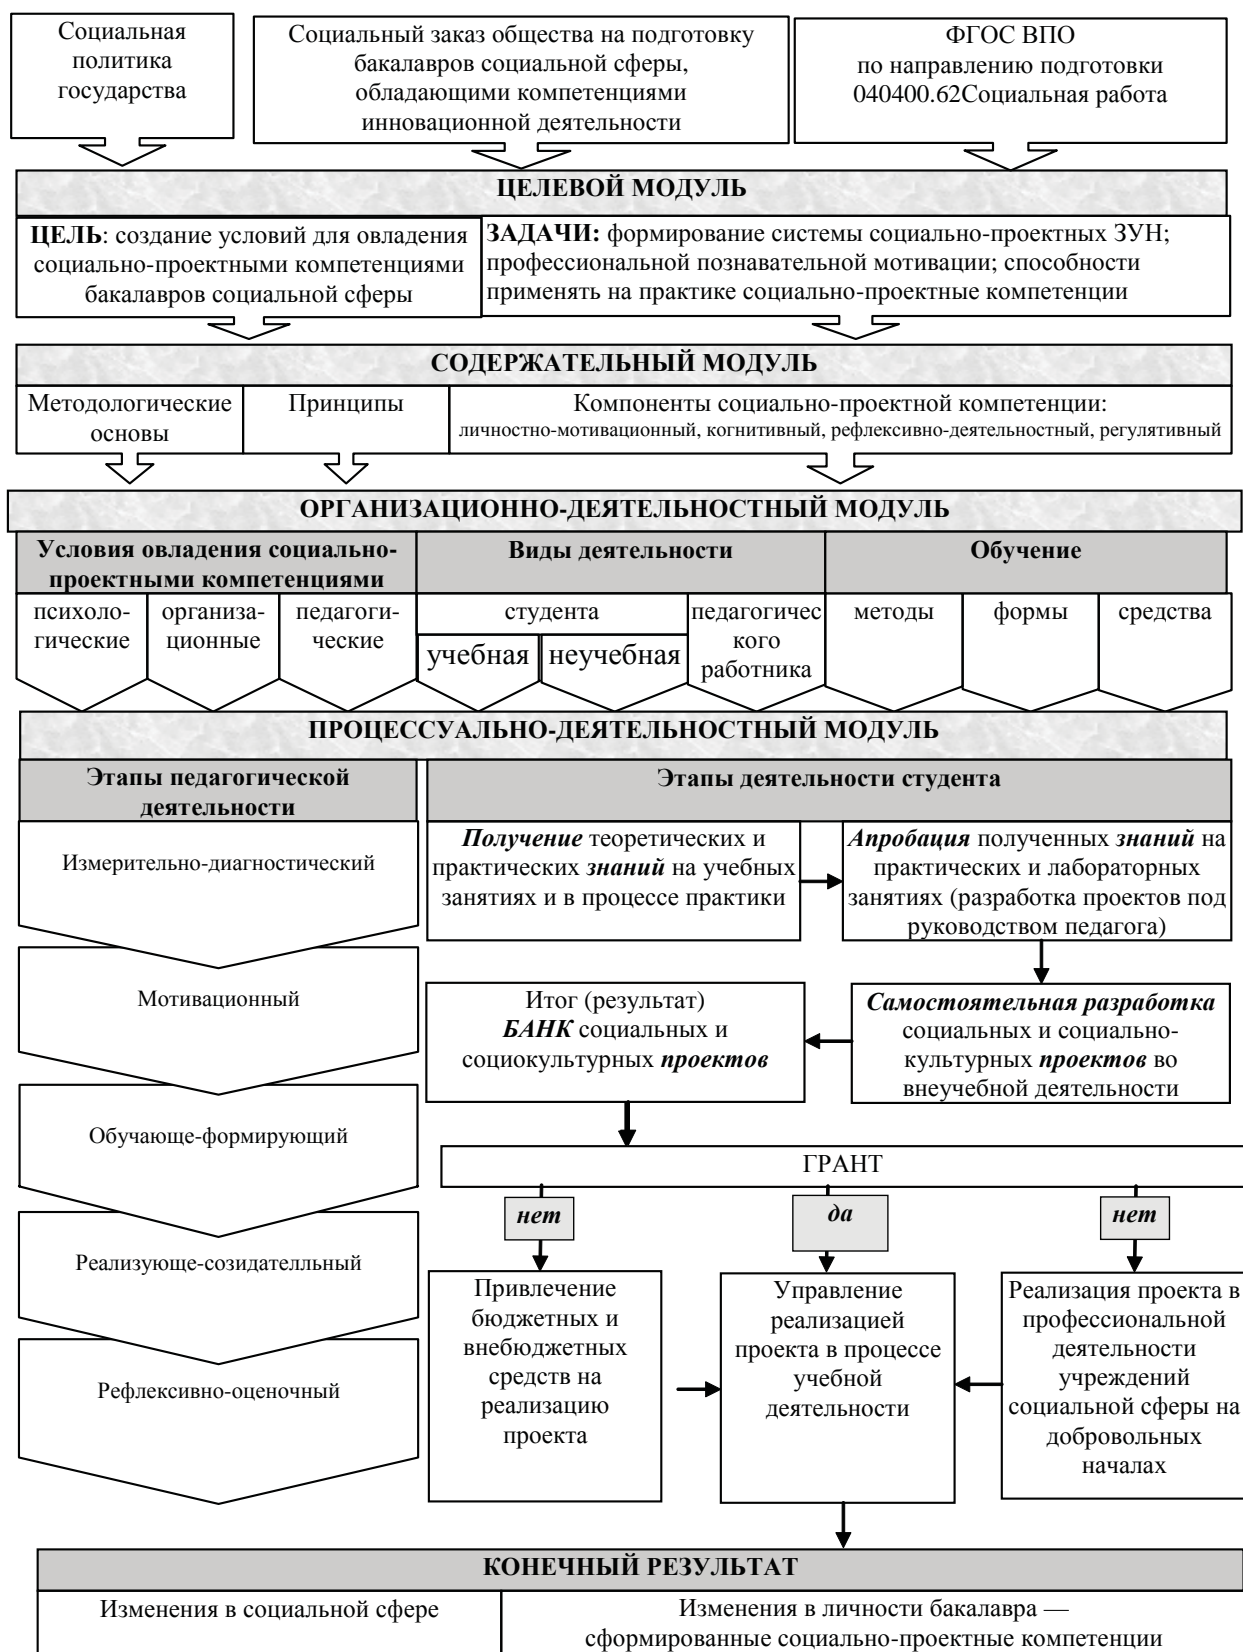 Социальная
политика
государства
Социальный заказ общества на подготовку
бакалавров социальной сферы,
обладающими компетенциями
инновационной деятельности
ФГОС ВПО
по направлению подготовки
040400.62Социальная работа
ЦЕЛЕВОЙ МОДУЛЬ
ЦЕЛЬ: создание условий для овладения
социально-проектными компетенциями
бакалавров социальной сферы
ЗАДАЧИ: формирование системы социально-проектных ЗУН;
профессиональной познавательной мотивации; способности
применять на практике социально-проектные компетенции
СОДЕРЖАТЕЛЬНЫЙ МОДУЛЬ
Методологические
основы
Принципы
Компоненты социально-проектной компетенции:
личностно-мотивационный, когнитивный, рефлексивно-деятельностный, регулятивный
ОРГАНИЗАЦИОННО-ДЕЯТЕЛЬНОСТНЫЙ МОДУЛЬ
Условия овладения социально-
проектными компетенциями
Виды деятельности
Обучение
психоло-
гические
организа-
ционные
педагоги-
ческие
студента
учебная
неучебная
педагогичес
кого
работника
методы
формы
средства
ПРОЦЕССУАЛЬНО-ДЕЯТЕЛЬНОСТНЫЙ МОДУЛЬ
Этапы педагогической
деятельности
Этапы деятельности студента
Измерительно-диагностический
Мотивационный
Обучающе-формирующий
Реализующе-созидателльный
Рефлексивно-оценочный
Получение теоретических и
практических знаний на учебных
занятиях и в процессе практики
Апробация полученных знаний на
практических и лабораторных
занятиях (разработка проектов под
руководством педагога)
Итог (результат)
БАНК социальных и
социокультурных проектов
Самостоятельная разработка
социальных и социально-
культурных проектов во
внеучебной деятельности
ГРАНТ
нет
да
нет
Привлечение
бюджетных и
внебюджетных
средств на
реализацию
проекта
Управление
реализацией
проекта в процессе
учебной
деятельности
Реализация проекта в
профессиональной
деятельности
учреждений
социальной сферы на
добровольных
началах
КОНЕЧНЫЙ РЕЗУЛЬТАТ
Изменения в социальной сфере
Изменения в личности бакалавра —
сформированные социально-проектные компетенции